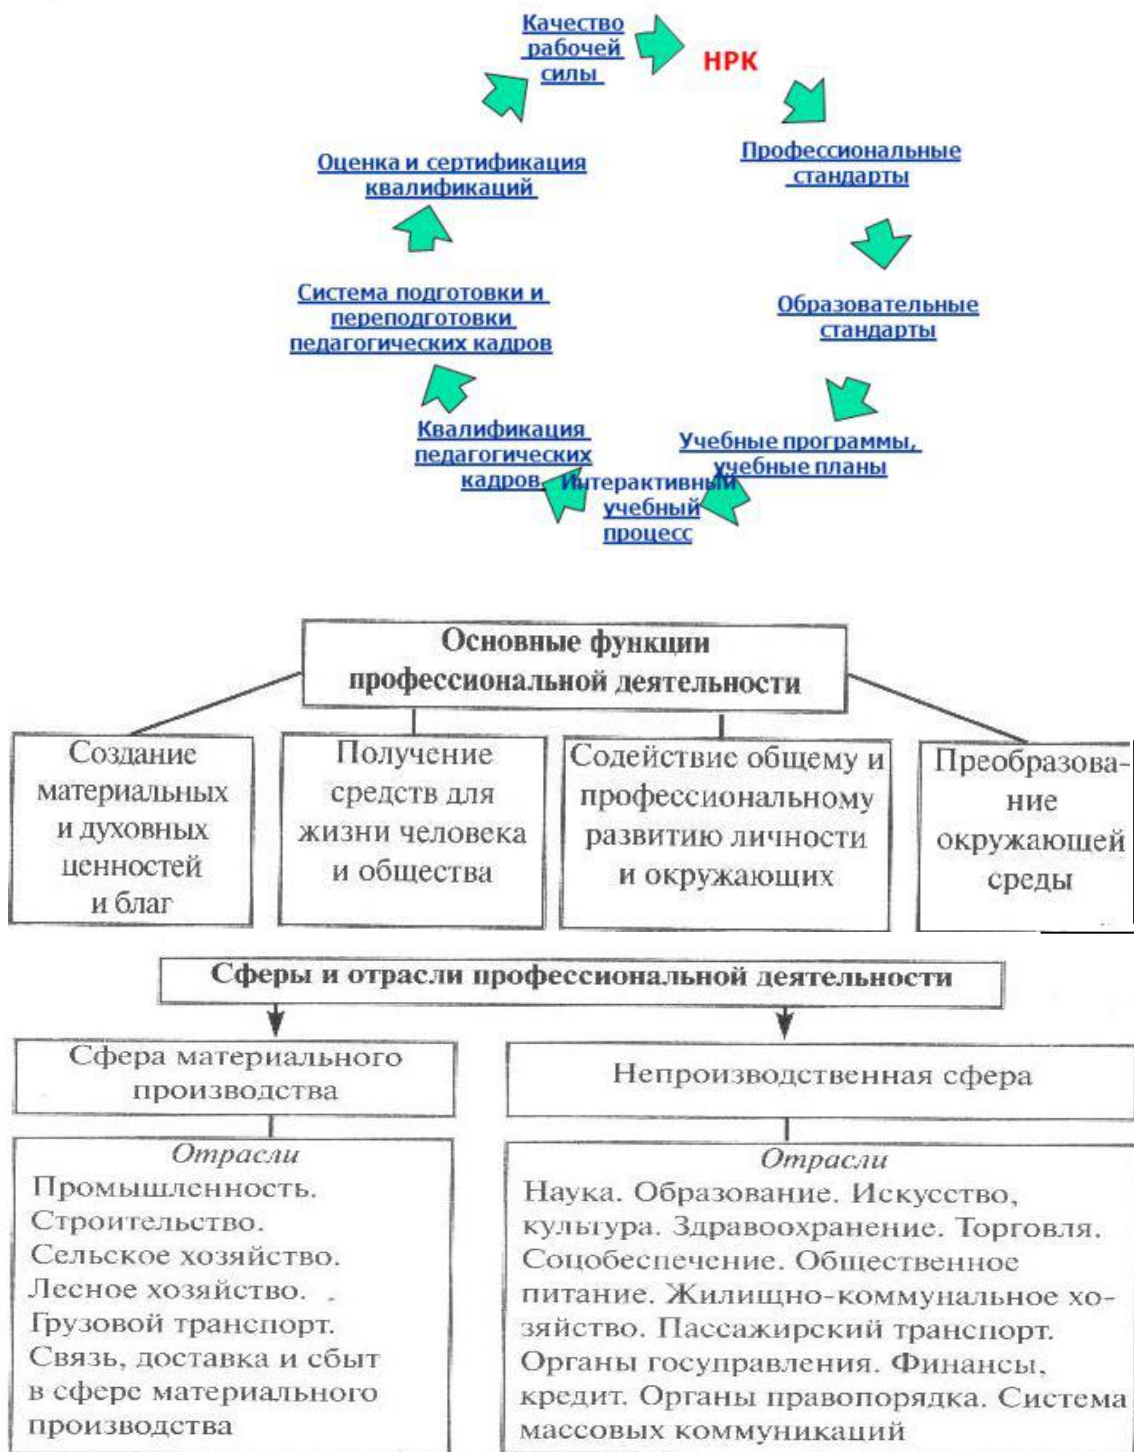 Качество
рабочей
силы
НРК
Профессиональные
стандарты
Образовательные
стандарты
Учебные программы,
учебные планы
Интерактивный
учебный
процесс
Квалификация
педагогических
кадров
Система подготовки и
переподготовки
педагогических кадров
Оценка и сертификация
квалификаций
Основные функции
профессиональной деятельности
Создание
материальных
и духовных
ценностей
и благ
Получение
средств для
жизни человека
и общества
Содействие общему и
профессиональному
развитию личности
и окружающих
Преобразова-
ние
окружающей
среды
Сферы и отрасли профессиональной деятельности
Сфера материального
производства
Отрасли
Промышленность.
Строительство.
Сельское хозяйство.
Лесное хозяйство.
Грузовой транспорт.
Связь, доставка и сбыт
в сфере материального
производства
Непроизводственная сфера
Отрасли
Наука. Образование. Искусство,
культура. Здравоохранение. Торговля.
Соцобеспечение. Общественное
питание. Жилищно-коммунальное хо-
зяйство. Пассажирский транспорт.
Органы госуправления. Финансы,
кредит. Органы правопорядка. Система
массовых коммуникаций